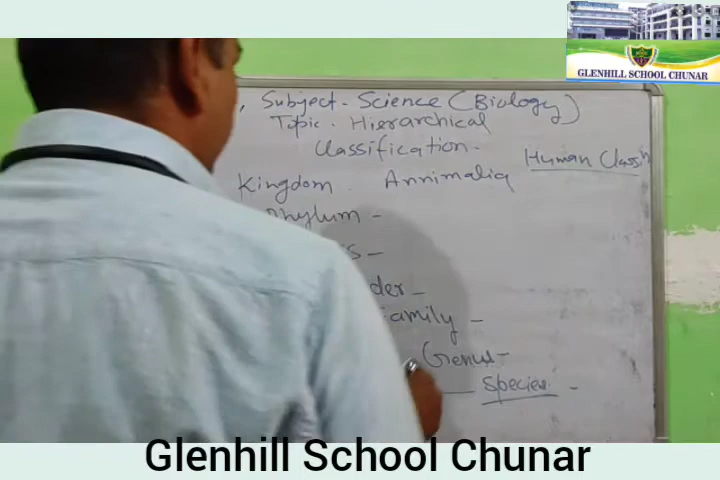 GLENHILL SCHOOL CHUNAR
, Subject - Science (Biology)
Topic - Hierarchical
Classification -
Human Class
Kingdom Annimalia
Phylum -
s -
der -
Family -
Genus -
Species -
Glenhill School Chunar